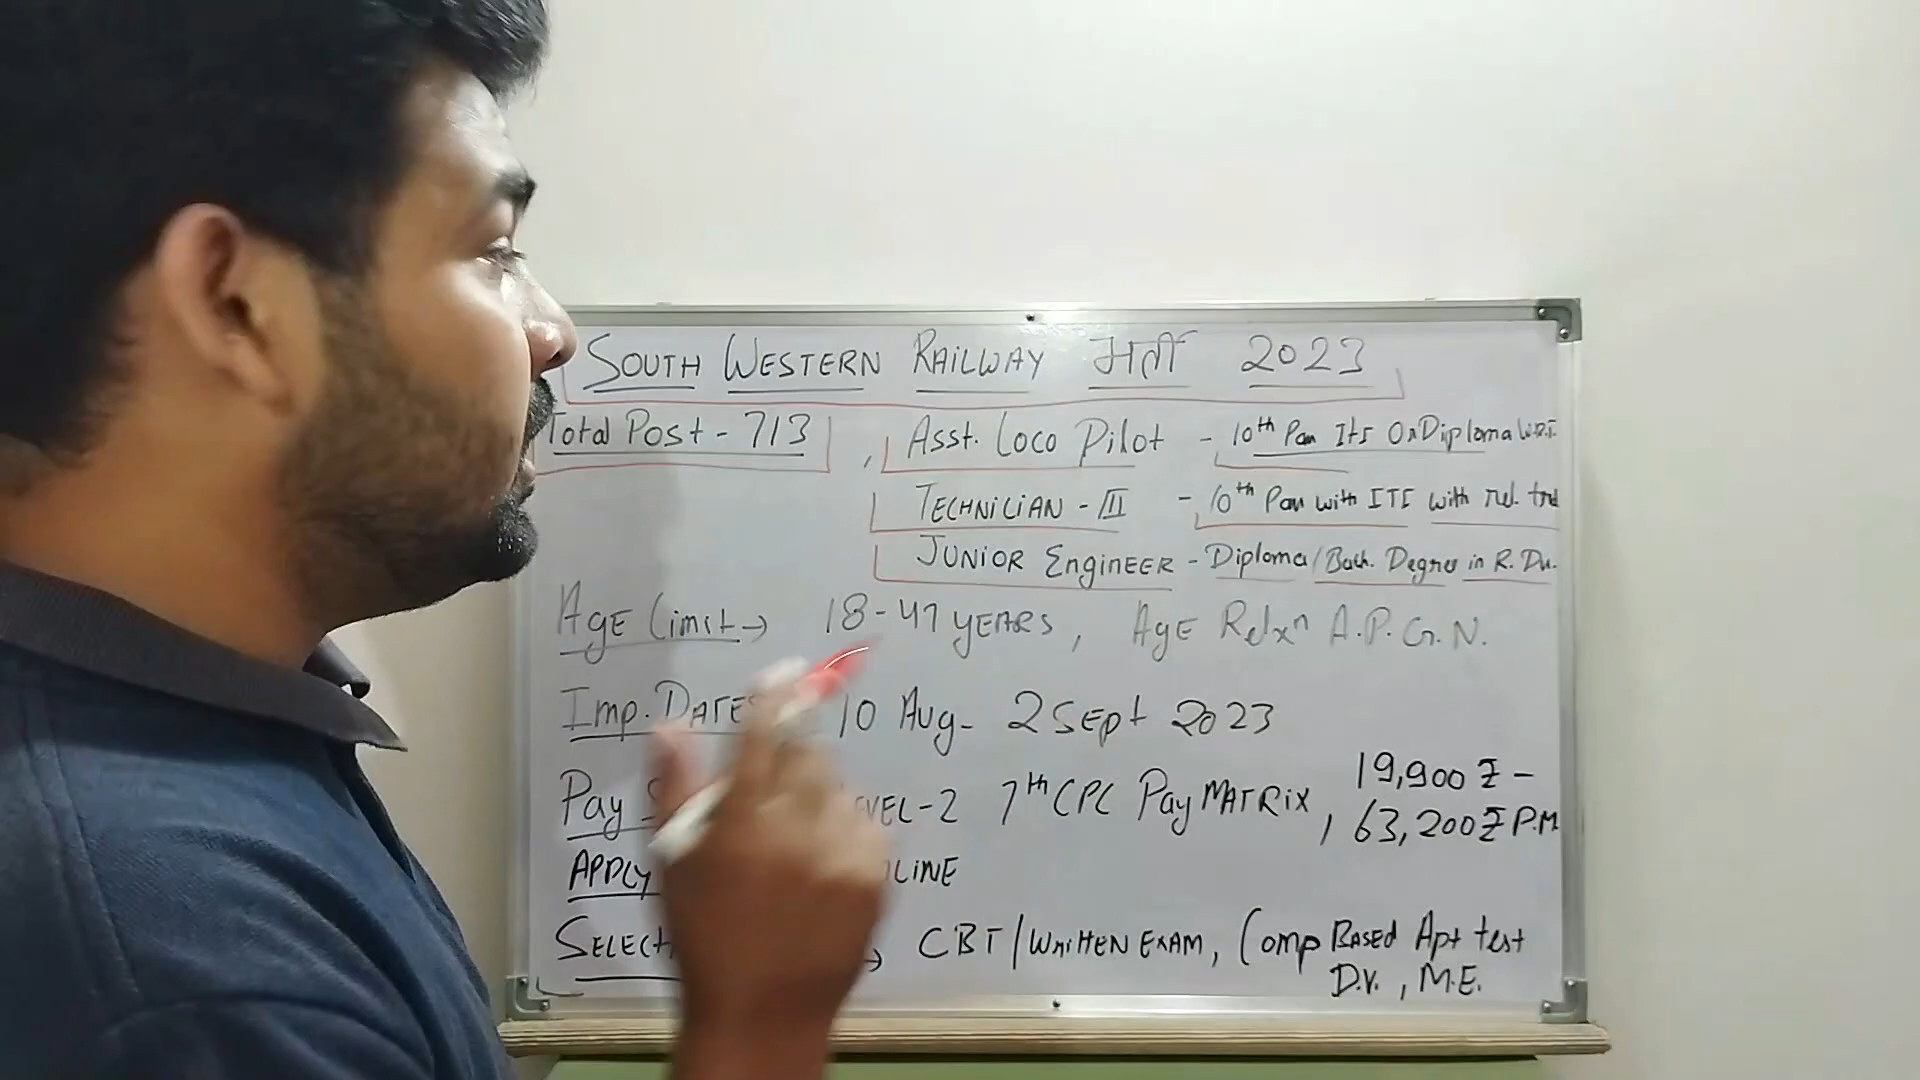 SOUTH WESTERN RAILWAY भर्ती 2023
Total Post - 713 , Asst. Loco Pilot - 10th Pass ITI Or Diploma
TECHNICIAN - III - 10th Pass with ITI with rel. trd
JUNIOR EngiNEER - Diploma / Bach. Degree in R. Du.
AgE Limit → 18 - 47 yEARS , AgE Relxn A.P.G.N.
Imp. DATES 10 Aug - 2 SEpt 2023
Pay LEVEL-2 7th CPC Pay MATRIX , 19,900 ₹ -
63,200 ₹ P.M
APPLY
SELECT → CBT / WRiTTEN EXAM, Comp BASEd Apt test
D.V. , M.E.